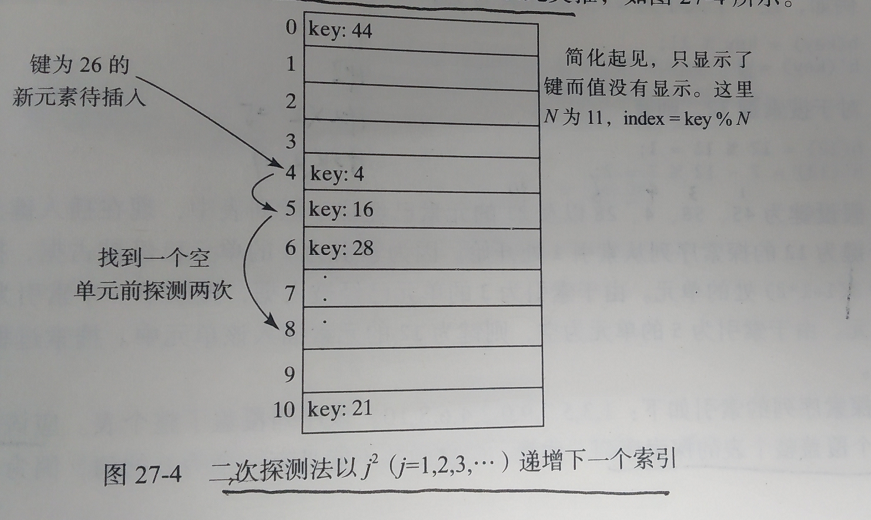 如图 27-4 所示。
0 key: 44
1
2
3
4 key: 4
5 key: 16
6 key: 28
7 :
8
9
10 key: 21
键为 26 的
新元素待插入
找到一个空
单元前探测两次
简化起见，只显示了
键而值没有显示。这里
N 为 11，index = key % N
图 27-4 二次探测法以 j² (j=1,2,3,…) 递增下一个索引